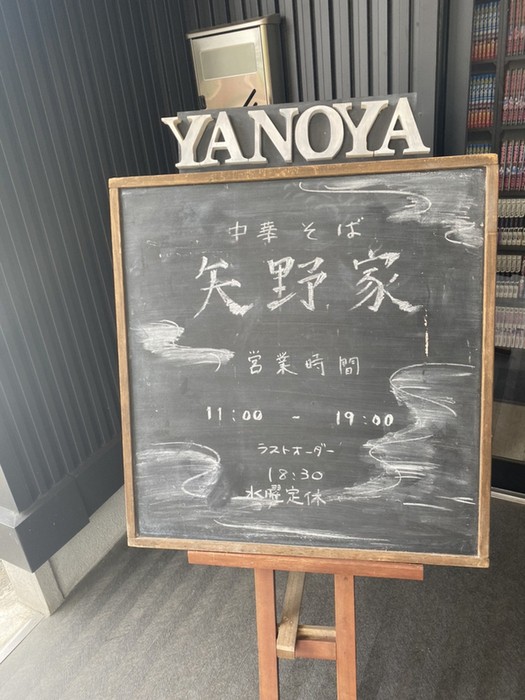 YANOYA
中華そば
矢野家
営業時間
11:00 - 19:00
ラストオーダー
18:30
水曜定休